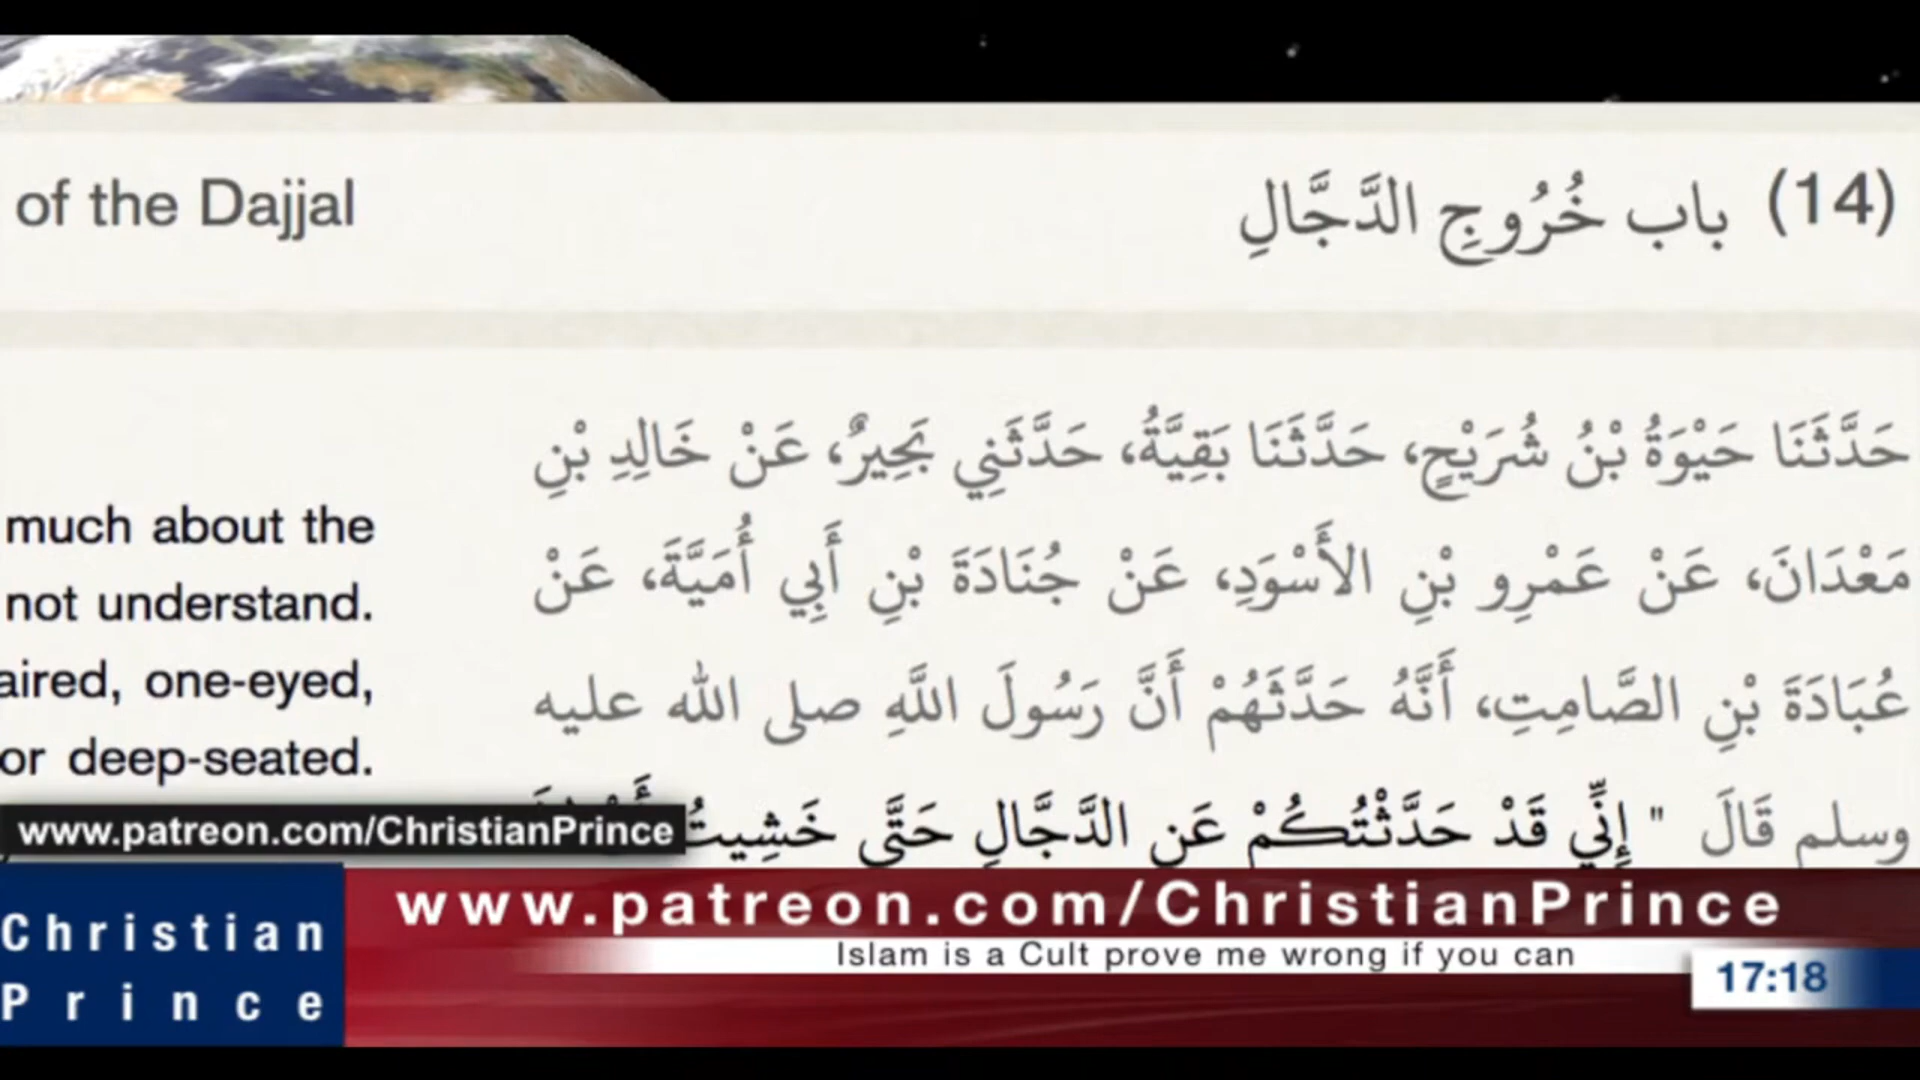 of the Dajjal
(14) باب خُرُوجِ الدَّجَّالِ
حَدَّثَنَا حَيْوَةُ بْنُ شُرَيْحٍ، حَدَّثَنَا بَقِيَّةُ، حَدَّثَنِي بَحِيرٌ، عَنْ خَالِدِ بْنِ
مَعْدَانَ، عَنْ عَمْرِو بْنِ الأَسْوَدِ، عَنْ جُنَادَةَ بْنِ أَبِي أُمَيَّةَ، عَنْ
عُبَادَةَ بْنِ الصَّامِتِ، أَنَّهُ حَدَّثَهُمْ أَنَّ رَسُولَ اللَّهِ صلى الله عليه
وسلم قَالَ " إِنِّي قَدْ حَدَّثْتُكُمْ عَنِ الدَّجَّالِ حَتَّى خَشِيتُ
much about the
not understand.
aired, one-eyed,
or deep-seated.
www.patreon.com/ChristianPrince
Christian
Prince
www.patreon.com/ChristianPrince
Islam is a Cult prove me wrong if you can
17:18